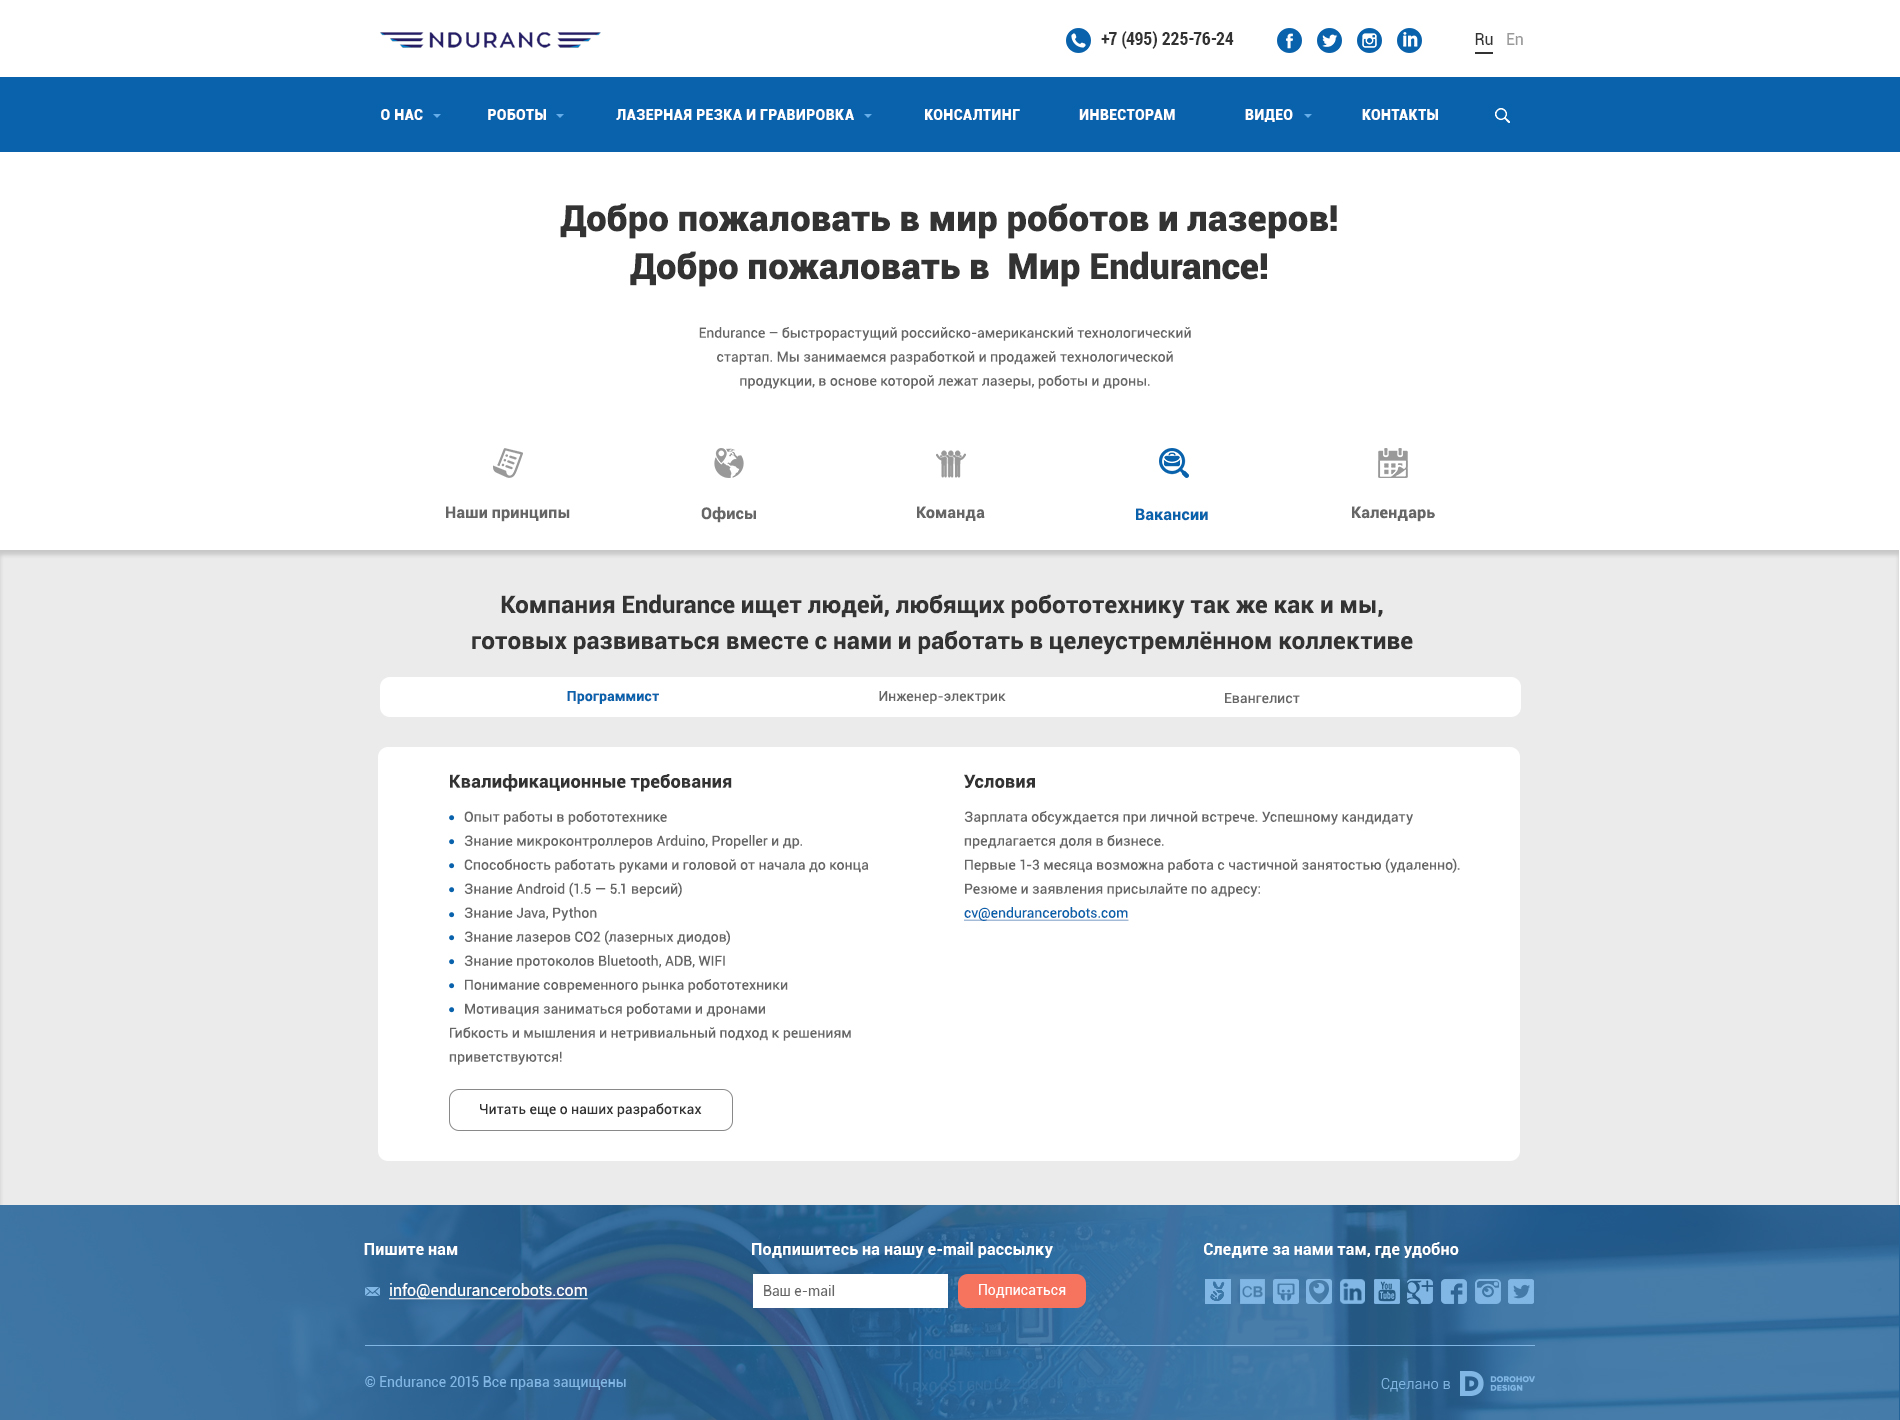 NDURANC
+7 (495) 225-76-24
Ru En
О НАС РОБОТЫ ЛАЗЕРНАЯ РЕЗКА И ГРАВИРОВКА КОНСАЛТИНГ ИНВЕСТОРАМ ВИДЕО КОНТАКТЫ
Добро пожаловать в мир роботов и лазеров!
Добро пожаловать в Мир Endurance!
Endurance – быстрорастущий российско-американский технологический
стартап. Мы занимаемся разработкой и продажей технологической
продукции, в основе которой лежат лазеры, роботы и дроны.
Наши принципы Офисы Команда Вакансии Календарь
Компания Endurance ищет людей, любящих робототехнику так же как и мы,
готовых развиваться вместе с нами и работать в целеустремлённом коллективе
Программист Инженер-электрик Евангелист
Квалификационные требования
Опыт работы в робототехнике
Знание микроконтроллеров Arduino, Propeller и др.
Способность работать руками и головой от начала до конца
Знание Android (1.5 — 5.1 версий)
Знание Java, Python
Знание лазеров CO2 (лазерных диодов)
Знание протоколов Bluetooth, ADB, WIFI
Понимание современного рынка робототехники
Мотивация заниматься роботами и дронами
Гибкость и мышления и нетривиальный подход к решениям
приветствуются!
Читать еще о наших разработках
Условия
Зарплата обсуждается при личной встрече. Успешному кандидату
предлагается доля в бизнесе.
Первые 1-3 месяца возможна работа с частичной занятостью (удаленно).
Резюме и заявления присылайте по адресу:
cv@endurancerobots.com
Пишите нам
info@endurancerobots.com
Подпишитесь на нашу e-mail рассылку
Ваш e-mail Подписаться
Следите за нами там, где удобно
CB in You Tube g+
© Endurance 2015 Все права защищены
Сделано в DOROHOV
DESIGN